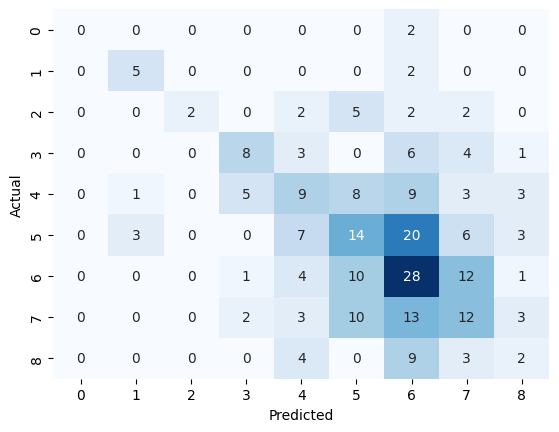 0 0 0 0 0 0 0 2 0 0
1 0 5 0 0 0 0 2 0 0
2 0 0 2 0 2 5 2 2 0
3 0 0 0 8 3 0 6 4 1
Actual
4 0 1 0 5 9 8 9 3 3
5 0 3 0 0 7 14 20 6 3
6 0 0 0 1 4 10 28 12 1
7 0 0 0 2 3 10 13 12 3
8 0 0 0 0 4 0 9 3 2
0 1 2 3 4 5 6 7 8
Predicted